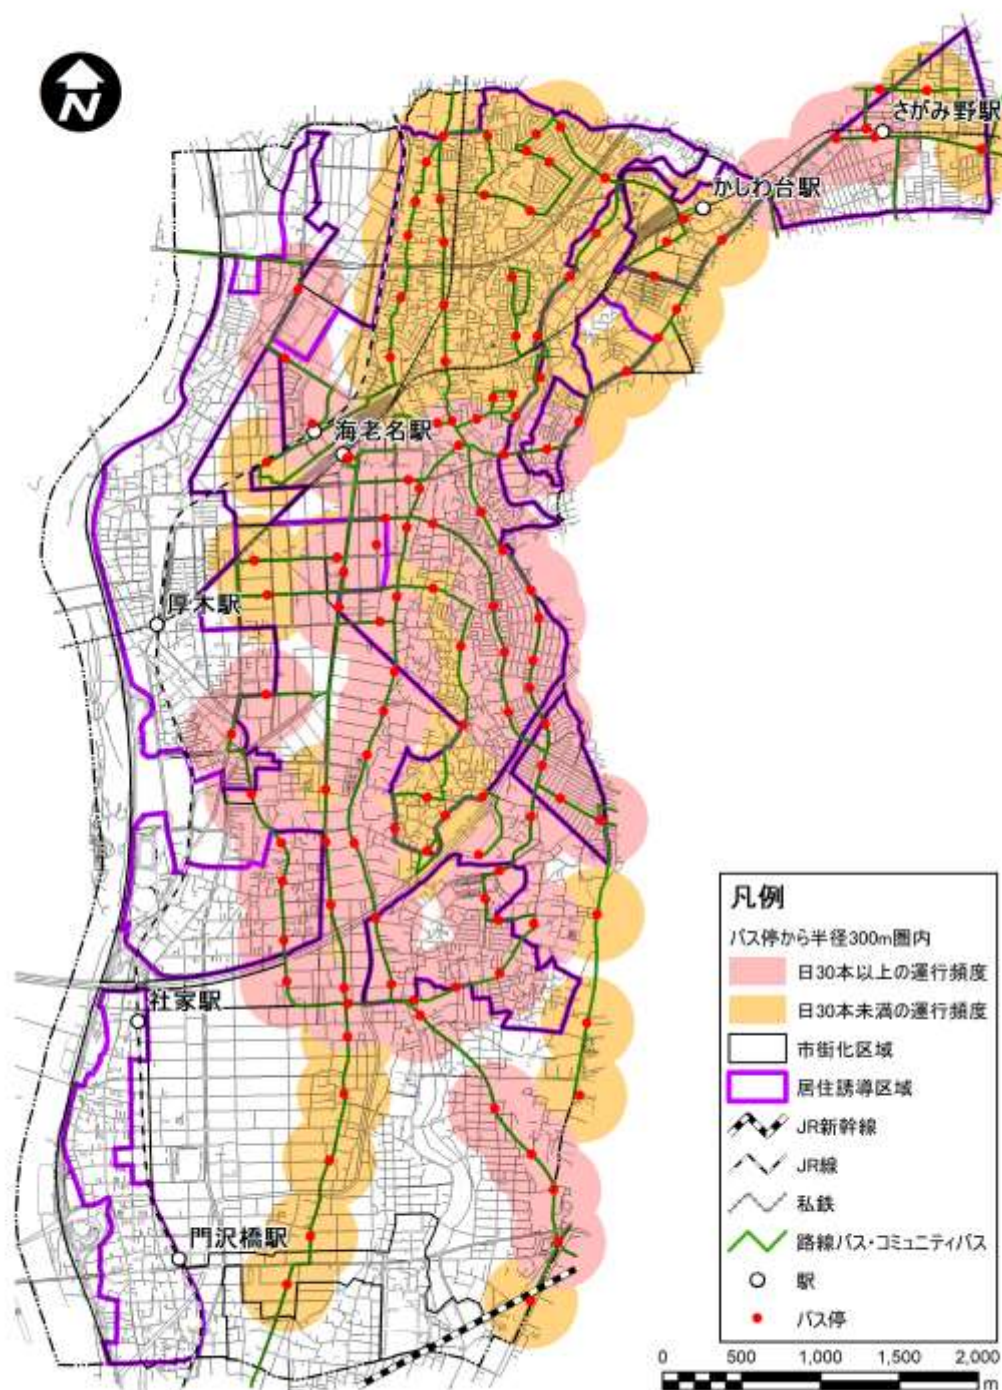 N
さがみ野駅
かしわ台駅
海老名駅
厚木駅
社家駅
門沢橋駅
凡例
バス停から半径300m圏内
日30本以上の運行頻度
日30本未満の運行頻度
市街化区域
居住誘導区域
JR新幹線
JR線
私鉄
路線バス・コミュニティバス
駅
バス停
0 500 1,000 1,500 2,000
m